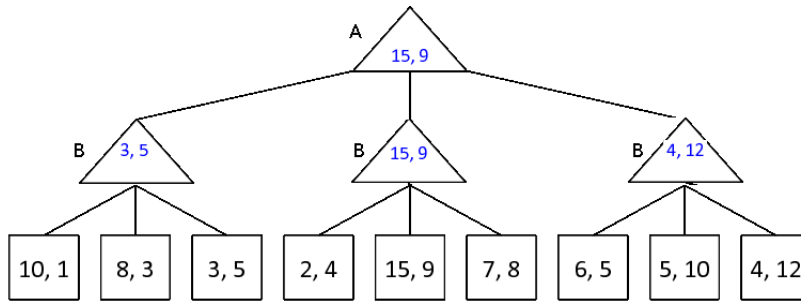 A
15, 9
B 3, 5 B 15, 9 B 4, 12
10, 1 8, 3 3, 5 2, 4 15, 9 7, 8 6, 5 5, 10 4, 12